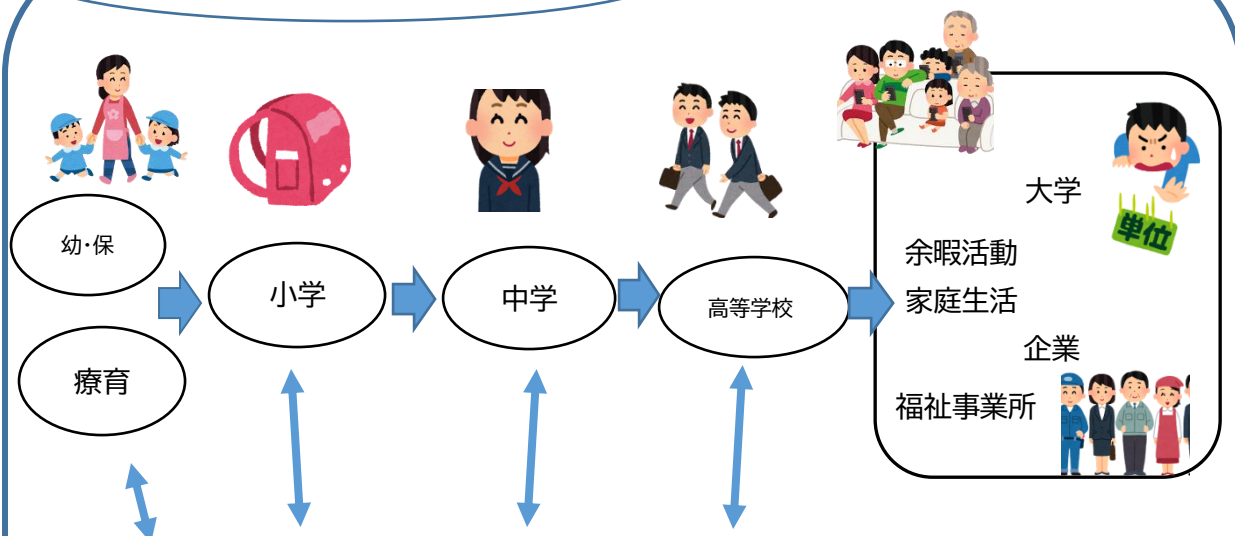 幼・保
療育
小学
中学
高等学校
大学
単位
余暇活動
家庭生活
企業
福祉事業所